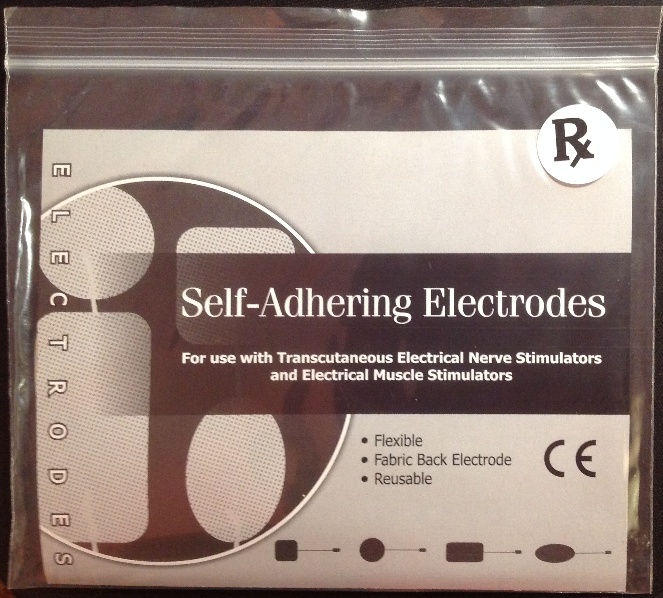 Rx
ELECTRODES
Self-Adhering Electrodes
For use with Transcutaneous Electrical Nerve Stimulators
and Electrical Muscle Stimulators
• Flexible
• Fabric Back Electrode
• Reusable
CE